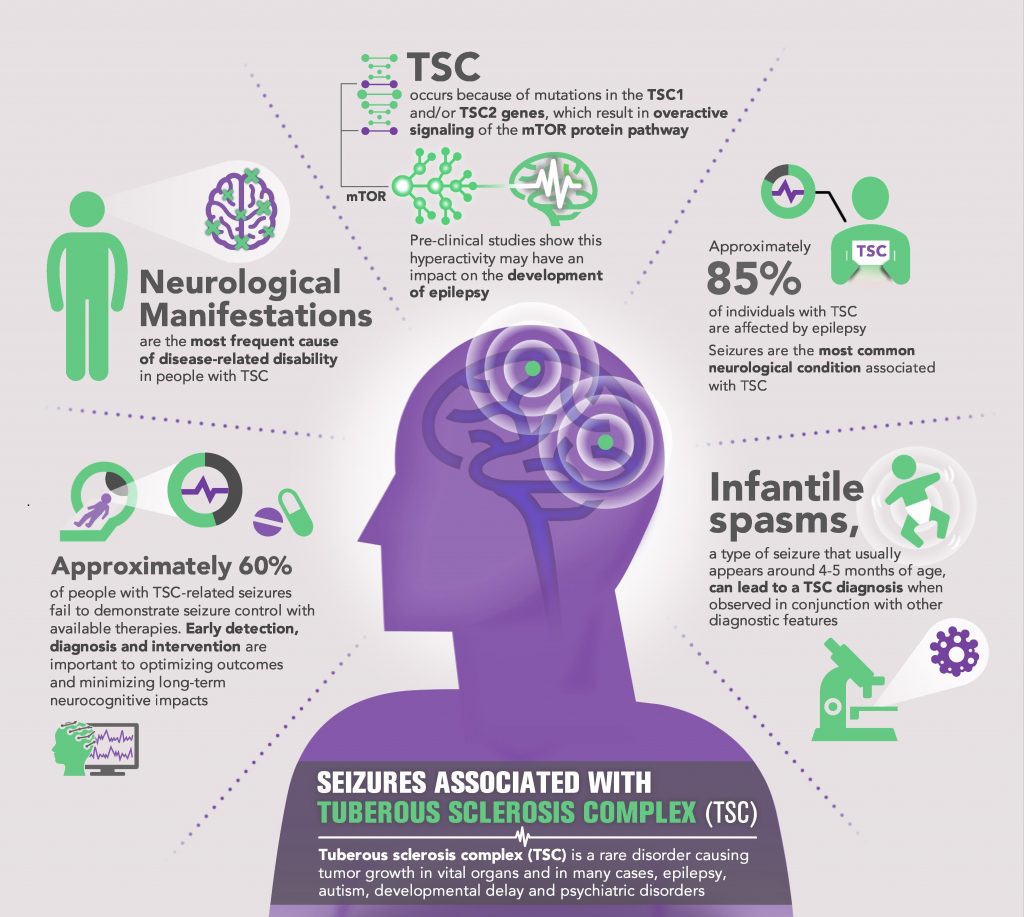 TSC
occurs because of mutations in the TSC1
and/or TSC2 genes, which result in overactive
signaling of the mTOR protein pathway
mTOR
Pre-clinical studies show this
hyperactivity may have an
impact on the development
of epilepsy
Neurological
Manifestations
are the most frequent cause
of disease-related disability
in people with TSC
TSC
Approximately
85%
of individuals with TSC
are affected by epilepsy
Seizures are the most common
neurological condition associated
with TSC
Approximately 60%
of people with TSC-related seizures
fail to demonstrate seizure control with
available therapies. Early detection,
diagnosis and intervention are
important to optimizing outcomes
and minimizing long-term
neurocognitive impacts
Infantile
spasms,
a type of seizure that usually
appears around 4-5 months of age,
can lead to a TSC diagnosis when
observed in conjunction with other
diagnostic features
SEIZURES ASSOCIATED WITH
TUBEROUS SCLEROSIS COMPLEX (TSC)
Tuberous sclerosis complex (TSC) is a rare disorder causing
tumor growth in vital organs and in many cases, epilepsy,
autism, developmental delay and psychiatric disorders